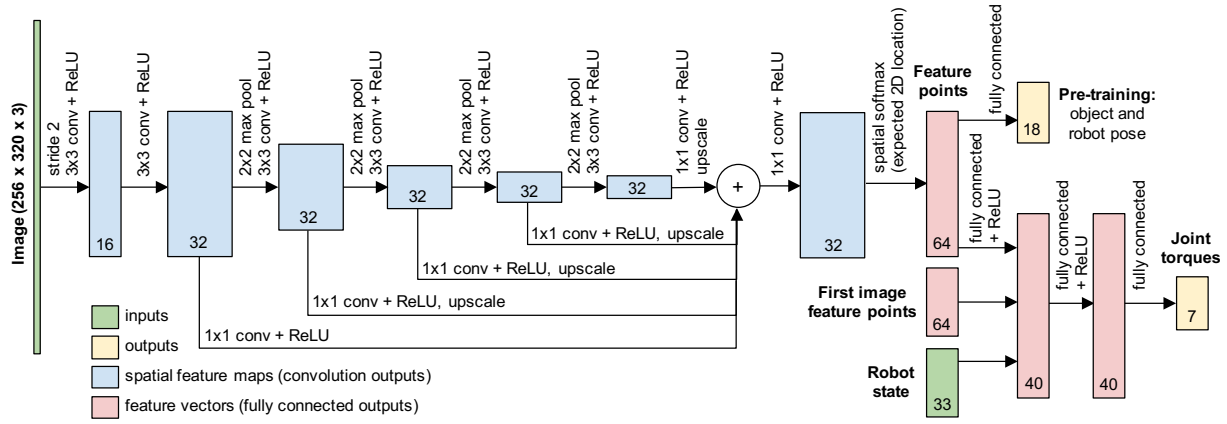 Image (256 x 320 x 3)
stride 2
3x3 conv + ReLU
16
3x3 conv + ReLU
32
2x2 max pool
3x3 conv + ReLU
32
2x2 max pool
3x3 conv + ReLU
32
2x2 max pool
3x3 conv + ReLU
32
2x2 max pool
3x3 conv + ReLU
32
1x1 conv + ReLU
upscale
+
1x1 conv + ReLU
32
spatial softmax
(expected 2D location)
Feature
points
64
fully connected
18
Pre-training:
object and
robot pose
1x1 conv + ReLU, upscale
1x1 conv + ReLU, upscale
1x1 conv + ReLU, upscale
1x1 conv + ReLU
fully connected
+ ReLU
First image
feature points
64
Robot
state
33
40
fully connected
+ ReLU
40
fully connected
Joint
torques
7
inputs
outputs
spatial feature maps (convolution outputs)
feature vectors (fully connected outputs)